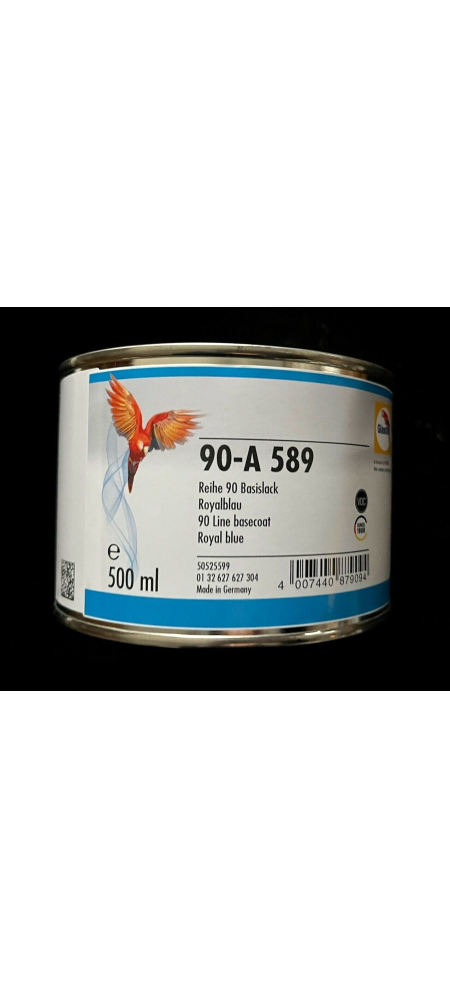 90-A 589
Reihe 90 Basislack
Royalblau
90 Line basecoat
Royal blue
50525599
01 32 627 627 304
Made in Germany
4 007440 879094
e
500 ml
VOC